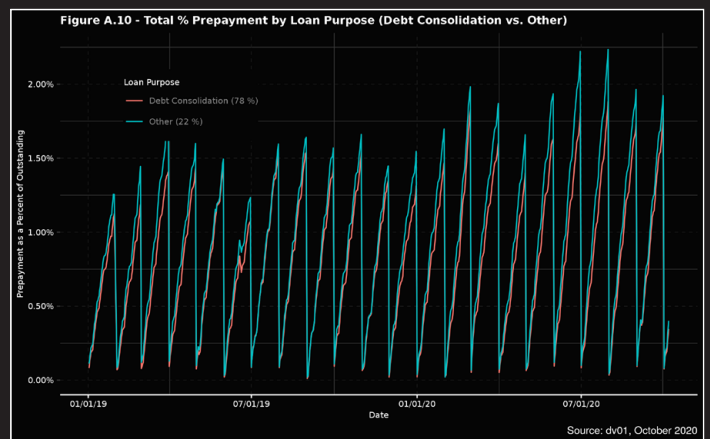 Figure A.10 - Total % Prepayment by Loan Purpose (Debt Consolidation vs. Other)
Prepayment as a Percent of Outstanding
2.00%
1.50%
1.00%
0.50%
0.00%
Loan Purpose
Debt Consolidation (78 %)
Other (22 %)
01/01/19
07/01/19
01/01/20
07/01/20
Date
Source: dv01, October 2020